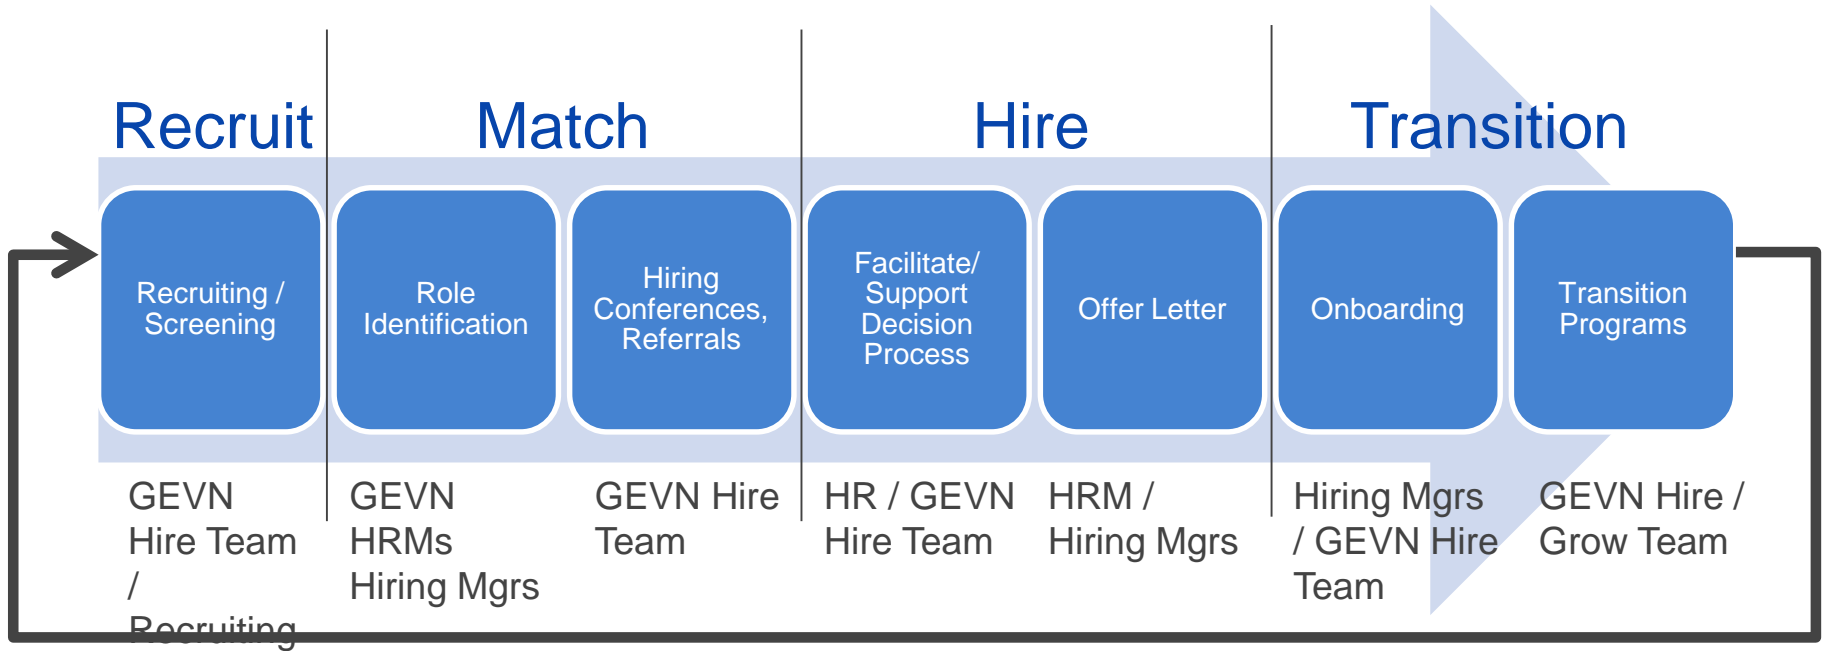 Recruit
Match
Hire
Transition
Recruiting /
Screening
Role
Identification
Hiring
Conferences,
Referrals
Facilitate/
Support
Decision
Process
Offer Letter
Onboarding
Transition
Programs
GEVN
Hire Team
/
Recruiting
GEVN
HRMs
Hiring Mgrs
GEVN Hire
Team
HR / GEVN
Hire Team
HRM /
Hiring Mgrs
Hiring Mgrs
/ GEVN Hire
Team
GEVN Hire /
Grow Team